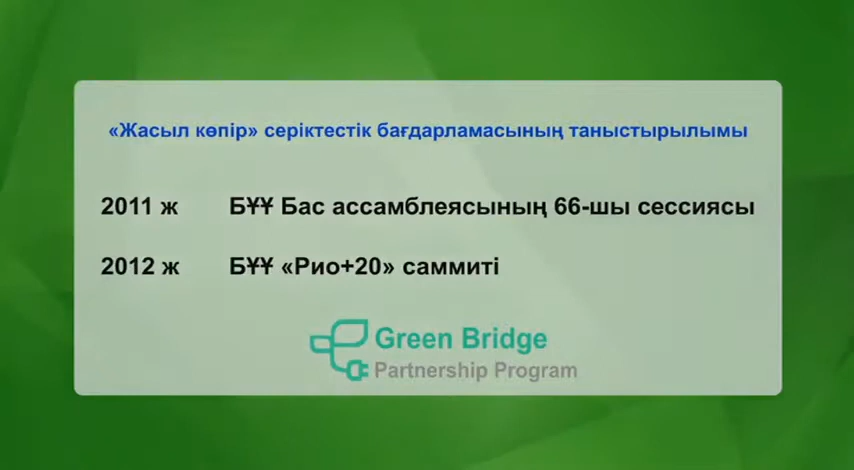 «Жасыл көпір» серіктестік бағдарламасының таныстырылымы
2011 ж БҰҰ Бас ассамблеясының 66-шы сессиясы
2012 ж БҰҰ «Рио+20» саммиті
Green Bridge
Partnership Program